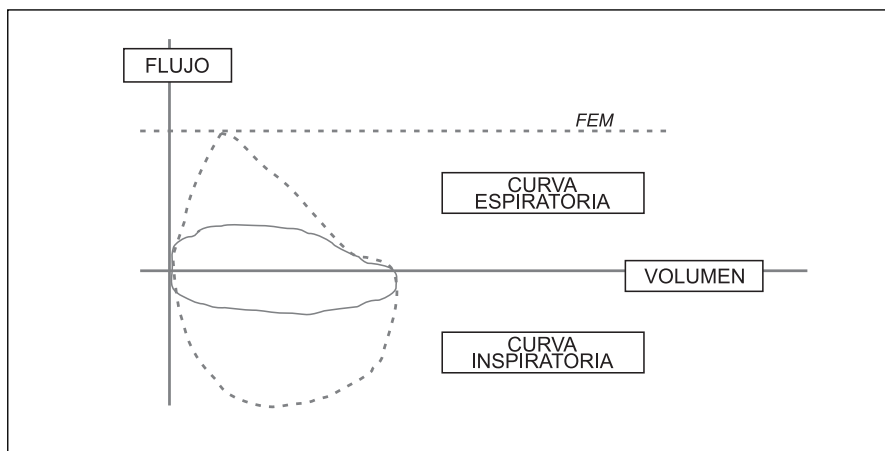 FLUJO
FEM
CURVA
ESPIRATORIA
VOLUMEN
CURVA
INSPIRATORIA